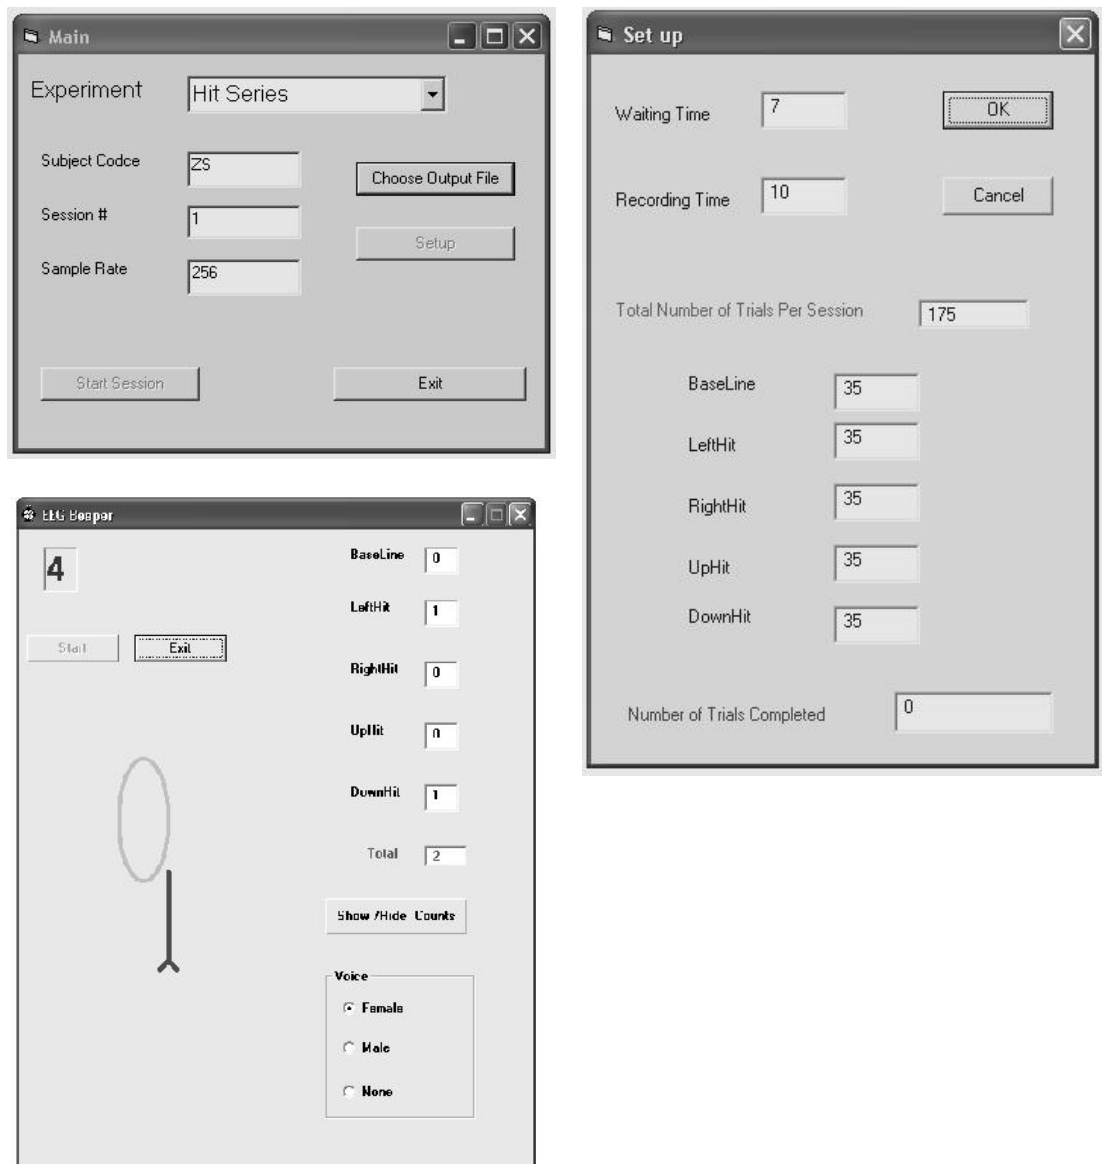 Main
Experiment Hit Series
Subject Codce ZS
Choose Output File
Session # 1
Setup
Sample Rate 256
Start Session Exit
Set up
Waiting Time 7 OK
Recording Time 10 Cancel
Total Number of Trials Per Session 175
BaseLine 35
LeftHit 35
RightHit 35
UpHit 35
DownHit 35
Number of Trials Completed 0
EEG Beeper
4
BaseLine 0
LeftHit 1
Start Exit
RightHit 0
UpHit 0
DownHit 1
Total 2
Show /Hide Counts
Voice
Female
Male
None